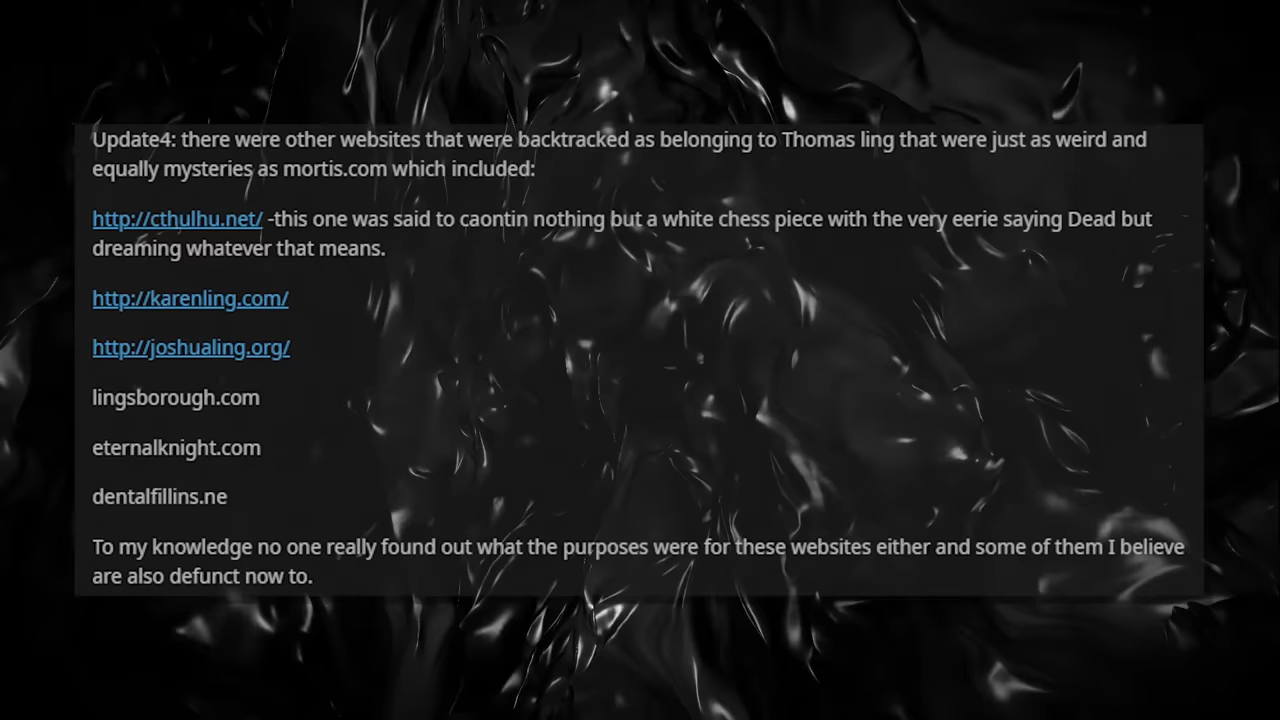 Update4: there were other websites that were backtracked as belonging to Thomas ling that were just as weird and
equally mysteries as mortis.com which included:
http://cthulhu.net/ -this one was said to caontin nothing but a white chess piece with the very eerie saying Dead but
dreaming whatever that means.
http://karenling.com/
http://joshualing.org/
lingsborough.com
eternalknight.com
dentalfillins.ne
To my knowledge no one really found out what the purposes were for these websites either and some of them I believe
are also defunct now to.